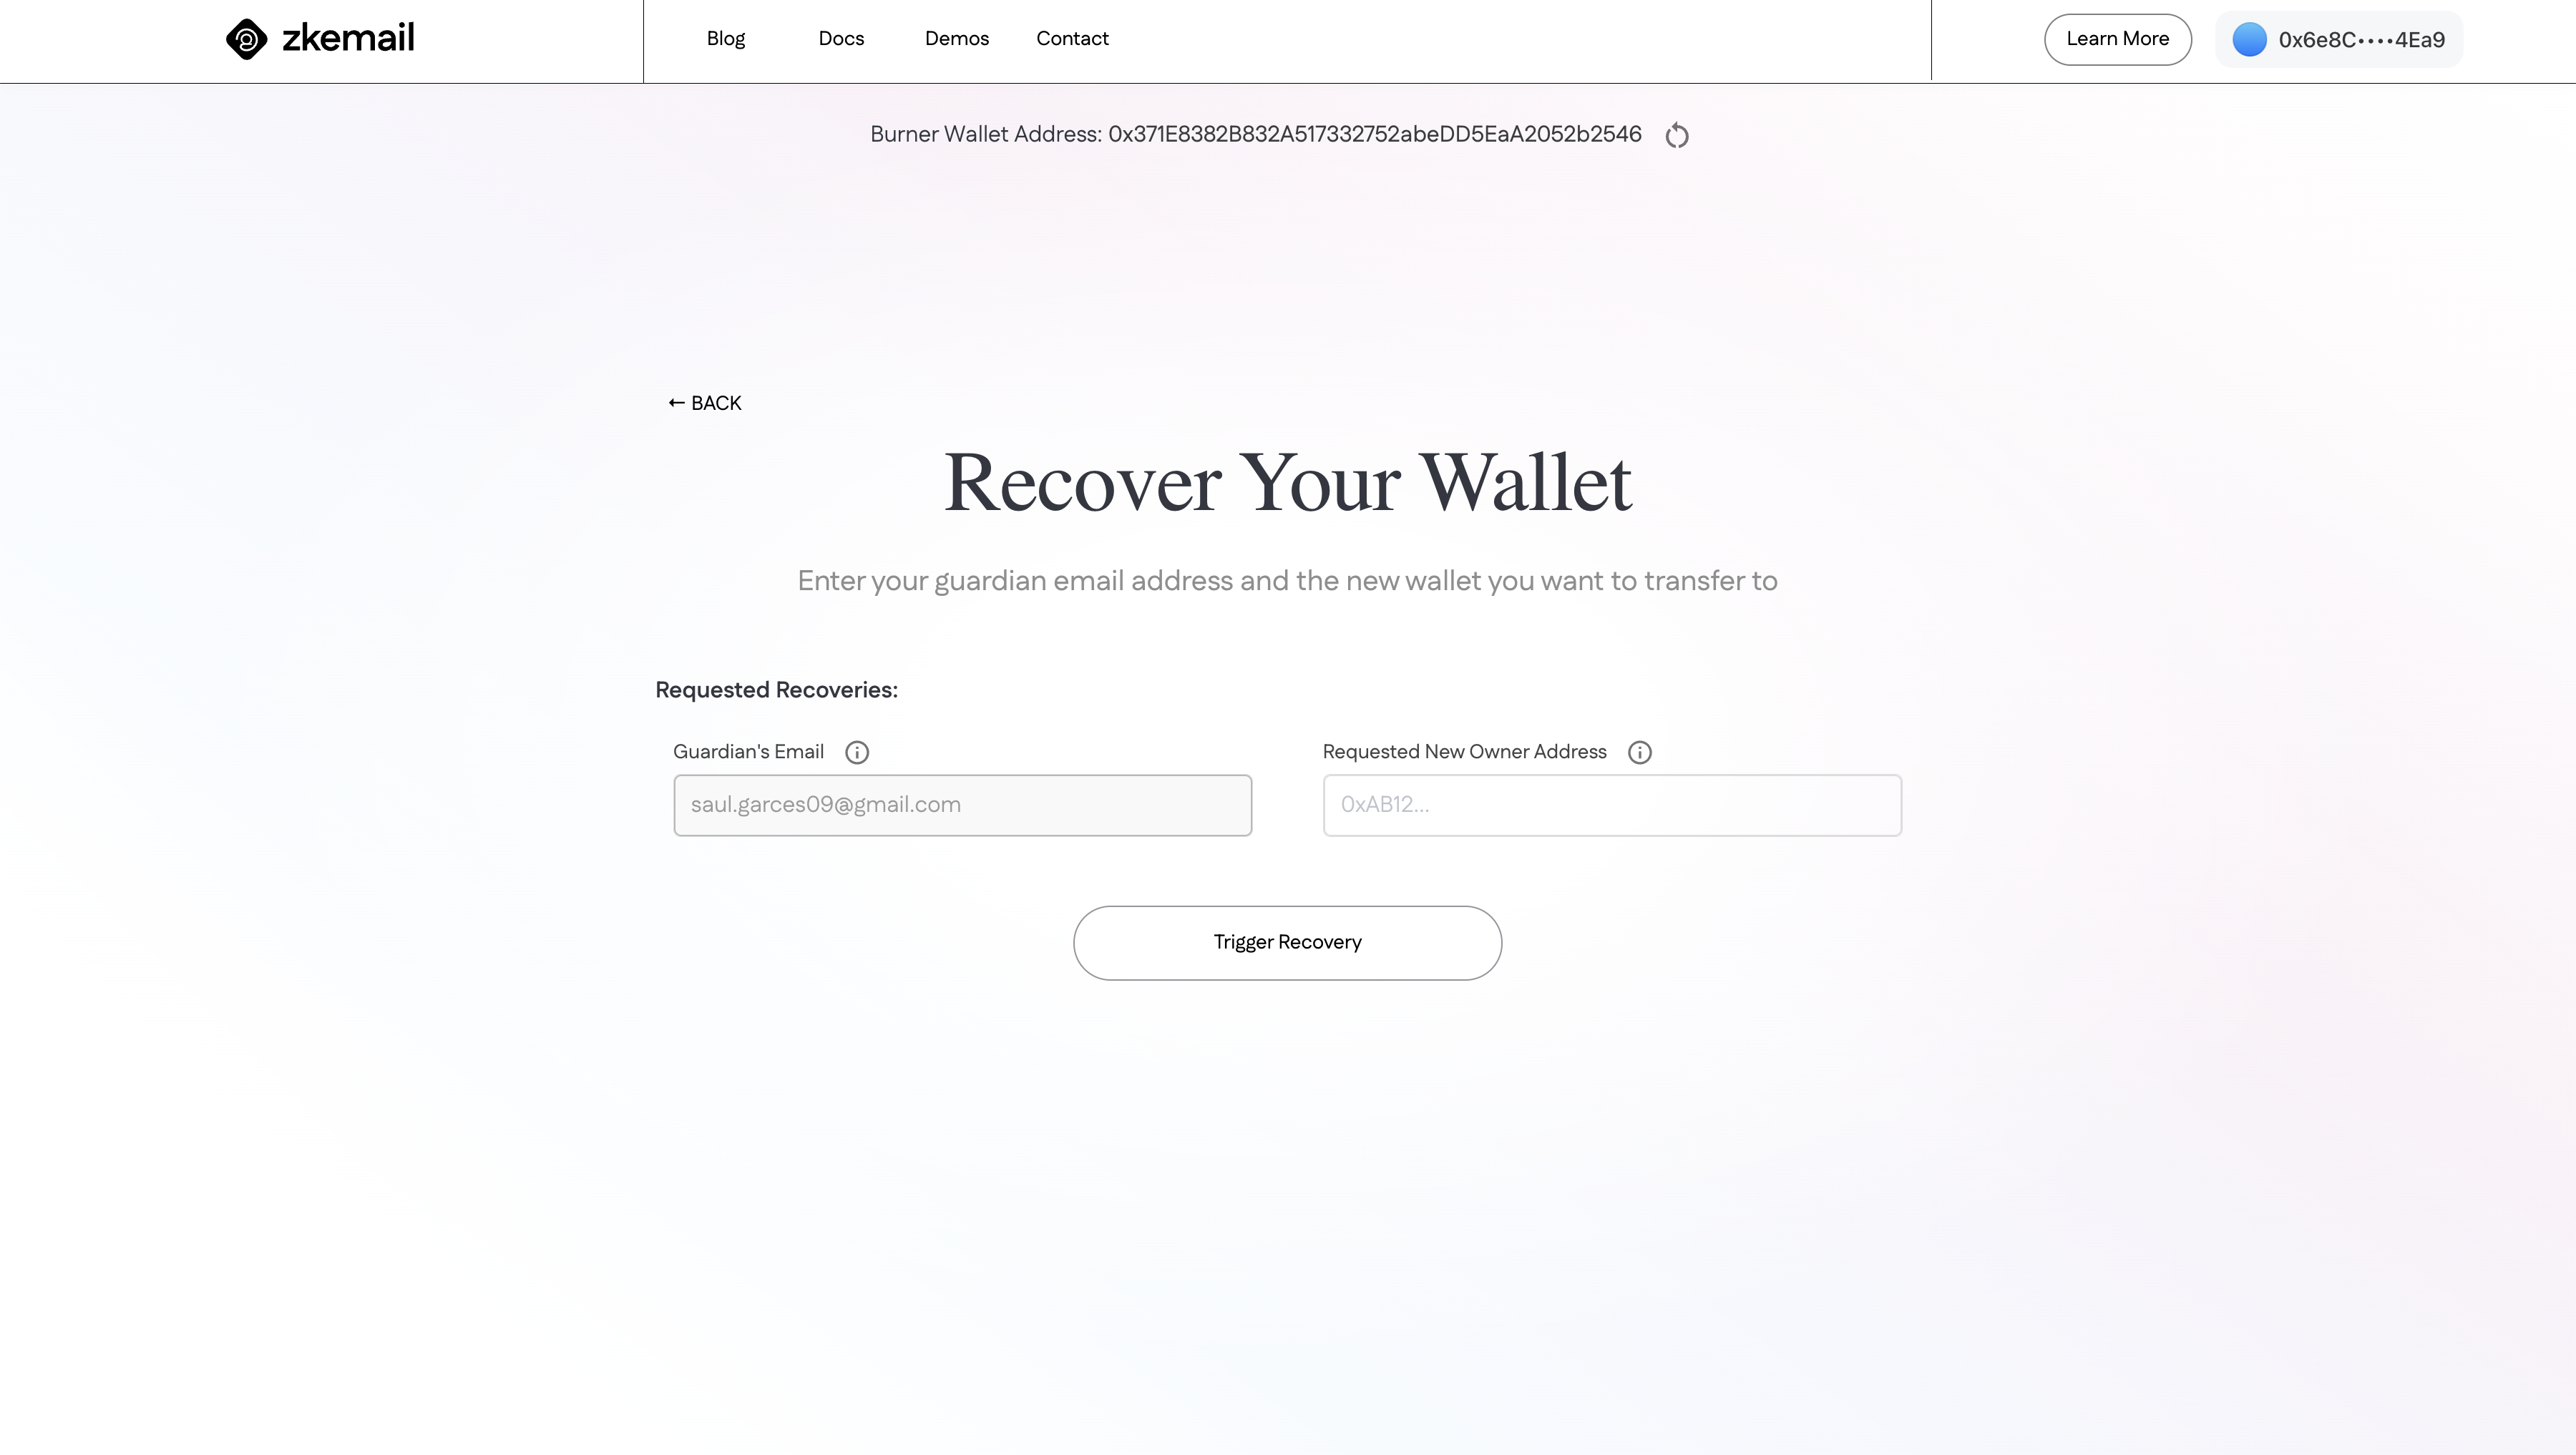 zkemail
Blog Docs Demos Contact
Learn More
0x6e8C••••4Ea9
Burner Wallet Address: 0x371E8382B832A517332752abeDD5EaA2052b2546
← BACK
Recover Your Wallet
Enter your guardian email address and the new wallet you want to transfer to
Requested Recoveries:
Guardian's Email
Requested New Owner Address
saul.garces09@gmail.com
0xAB12...
Trigger Recovery